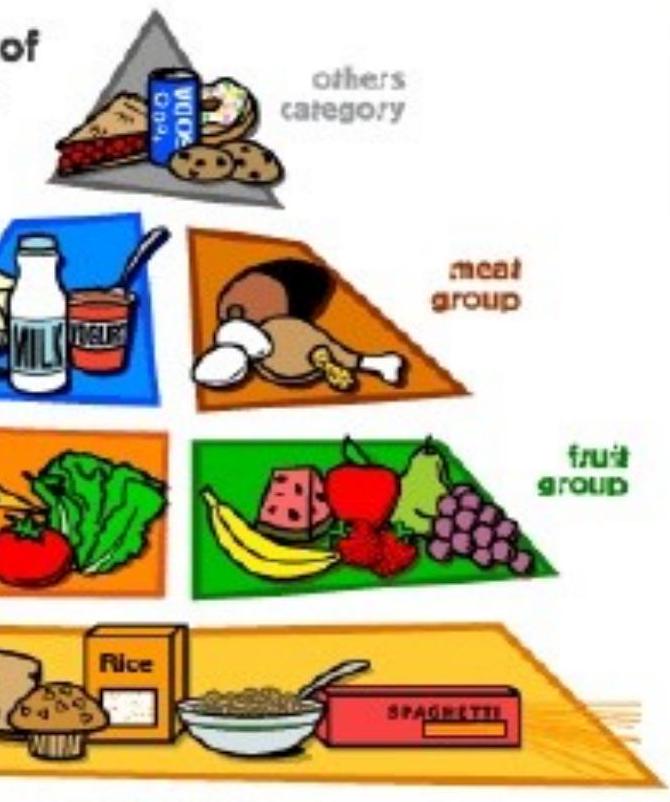 of
others
category
SODA
MILK
YOGURT
meat
group
fruit
group
Rice
SPAGHETTI